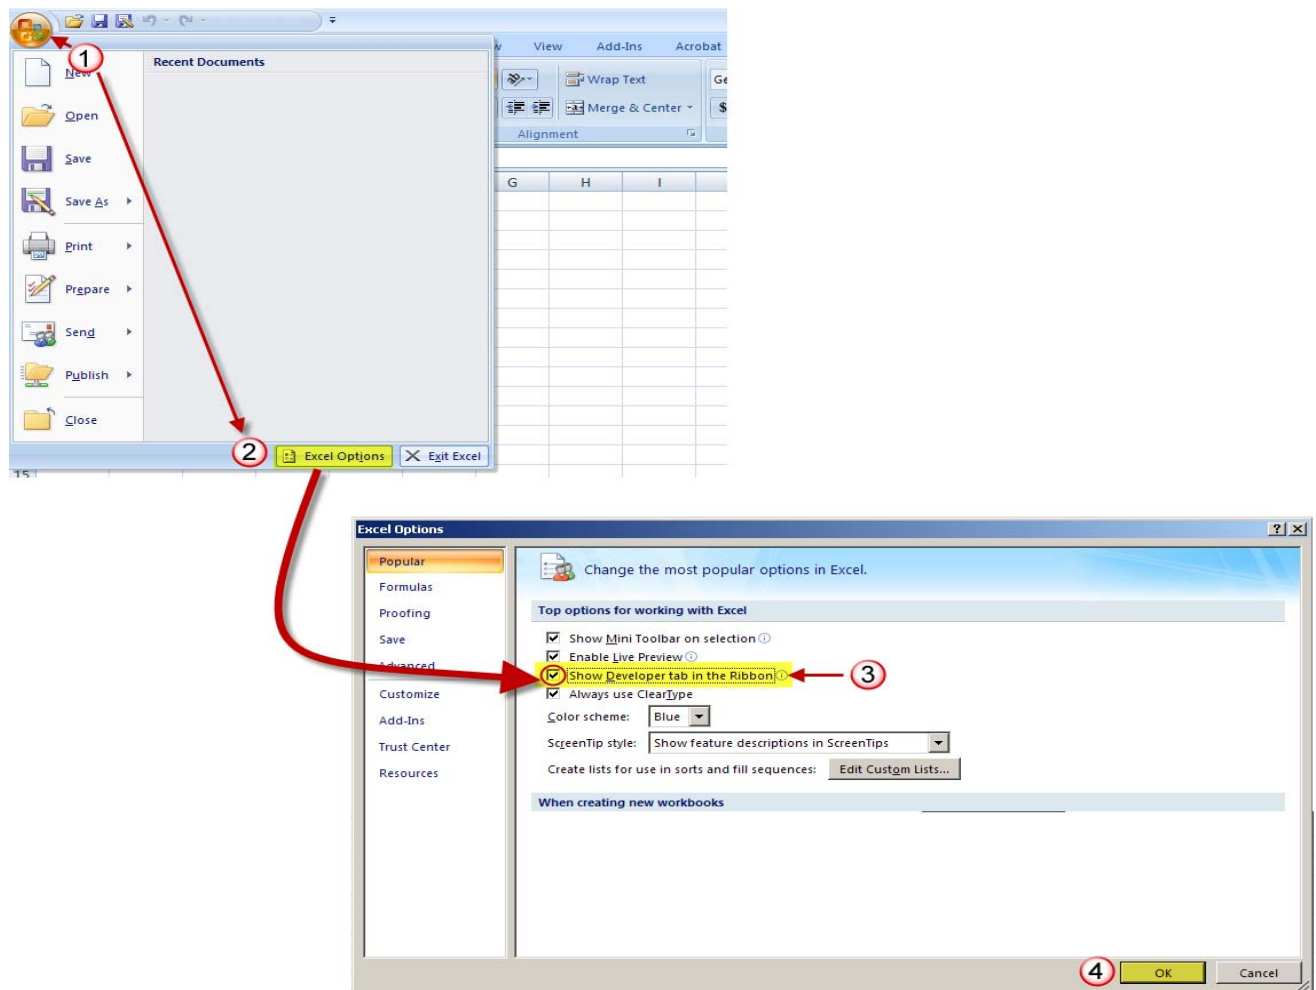 View Add-Ins Acrobat
1
New
Recent Documents
Wrap Text
Open
Merge & Center
$
Alignment
Save
G H I
Save As
Print
Prepare
Send
Publish
Close
2 Excel Options Exit Excel
15
Excel Options
Popular
Change the most popular options in Excel.
Formulas
Proofing
Top options for working with Excel
Save
Show Mini Toolbar on selection
Enable Live Preview
Advanced
Show Developer tab in the Ribbon 3
Customize
Always use ClearType
Color scheme: Blue
Add-Ins
ScreenTip style: Show feature descriptions in ScreenTips
Trust Center
Create lists for use in sorts and fill sequences: Edit Custom Lists...
Resources
When creating new workbooks
4 OK Cancel